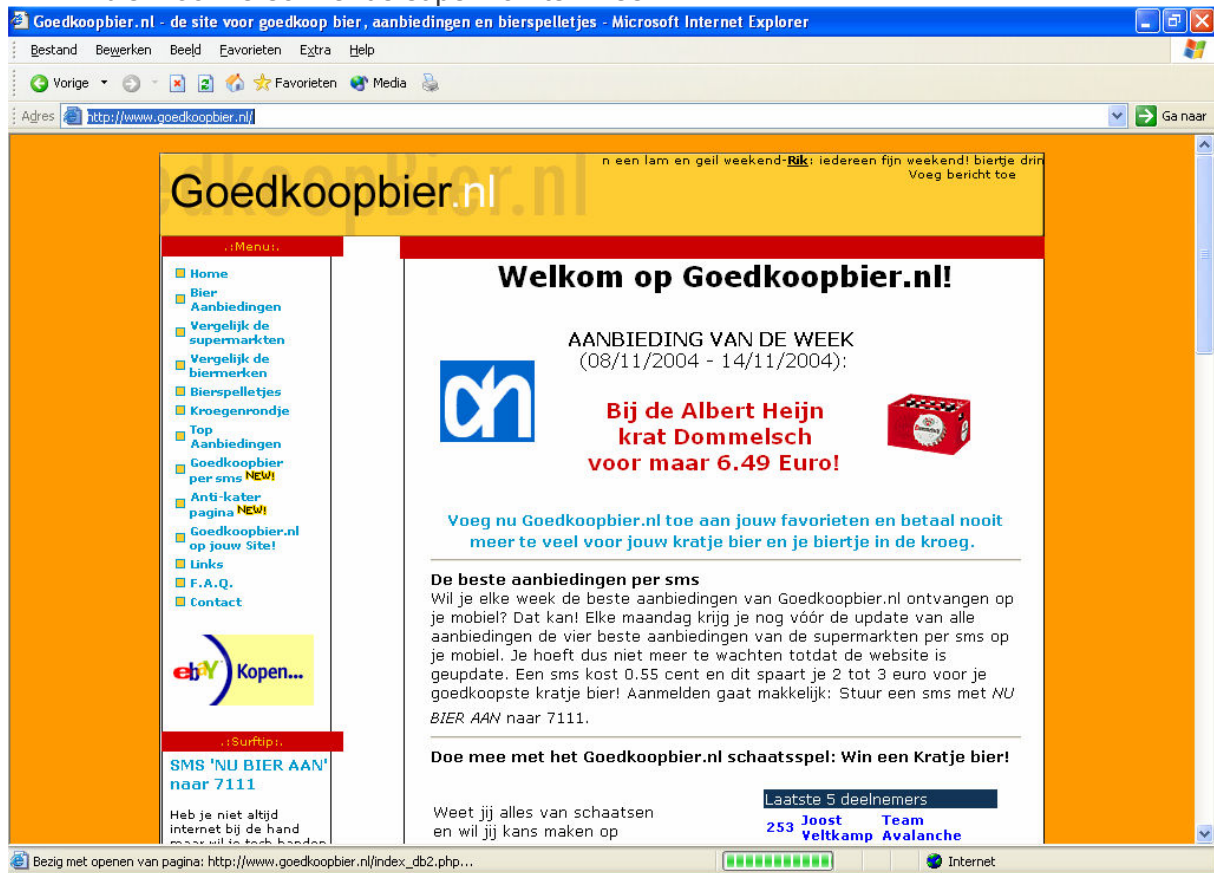 Goedkoopbier.nl - de site voor goedkoop bier, aanbiedingen en bierspelletjes - Microsoft Internet Explorer
Bestand Bewerken Beeld Favorieten Extra Help
Vorige Favorieten Media
Adres http://www.goedkoopbier.nl/ Ga naar
n een lam en geil weekend-Rik: iedereen fijn weekend! biertje drin
Voeg bericht toe
Goedkoopbier.nl
.:Menu:.
Home
Bier
Aanbiedingen
Vergelijk de
supermarkten
Vergelijk de
biermerken
Bierspelletjes
Kroegenrondje
Top
Aanbiedingen
Goedkoopbier
per sms NEW!
Anti-kater
pagina NEW!
Goedkoopbier.nl
op jouw Site!
Links
F.A.Q.
Contact
ebaY Kopen...
.:Surftip:.
SMS 'NU BIER AAN'
naar 7111
Heb je niet altijd
internet bij de hand
Welkom op Goedkoopbier.nl!
AANBIEDING VAN DE WEEK
(08/11/2004 - 14/11/2004):
Bij de Albert Heijn
krat Dommelsch
voor maar 6.49 Euro!
Voeg nu Goedkoopbier.nl toe aan jouw favorieten en betaal nooit
meer te veel voor jouw kratje bier en je biertje in de kroeg.
De beste aanbiedingen per sms
Wil je elke week de beste aanbiedingen van Goedkoopbier.nl ontvangen op
je mobiel? Dat kan! Elke maandag krijg je nog vóór de update van alle
aanbiedingen de vier beste aanbiedingen van de supermarkten per sms op
je mobiel. Je hoeft dus niet meer te wachten totdat de website is
geupdate. Een sms kost 0.55 cent en dit spaart je 2 tot 3 euro voor je
goedkoopste kratje bier! Aanmelden gaat makkelijk: Stuur een sms met NU
BIER AAN naar 7111.
Doe mee met het Goedkoopbier.nl schaatsspel: Win een Kratje bier!
Weet jij alles van schaatsen
en wil jij kans maken op
Laatste 5 deelnemers
253 Joost Veltkamp Team Avalanche
Bezig met openen van pagina: http://www.goedkoopbier.nl/index_db2.php...
Internet